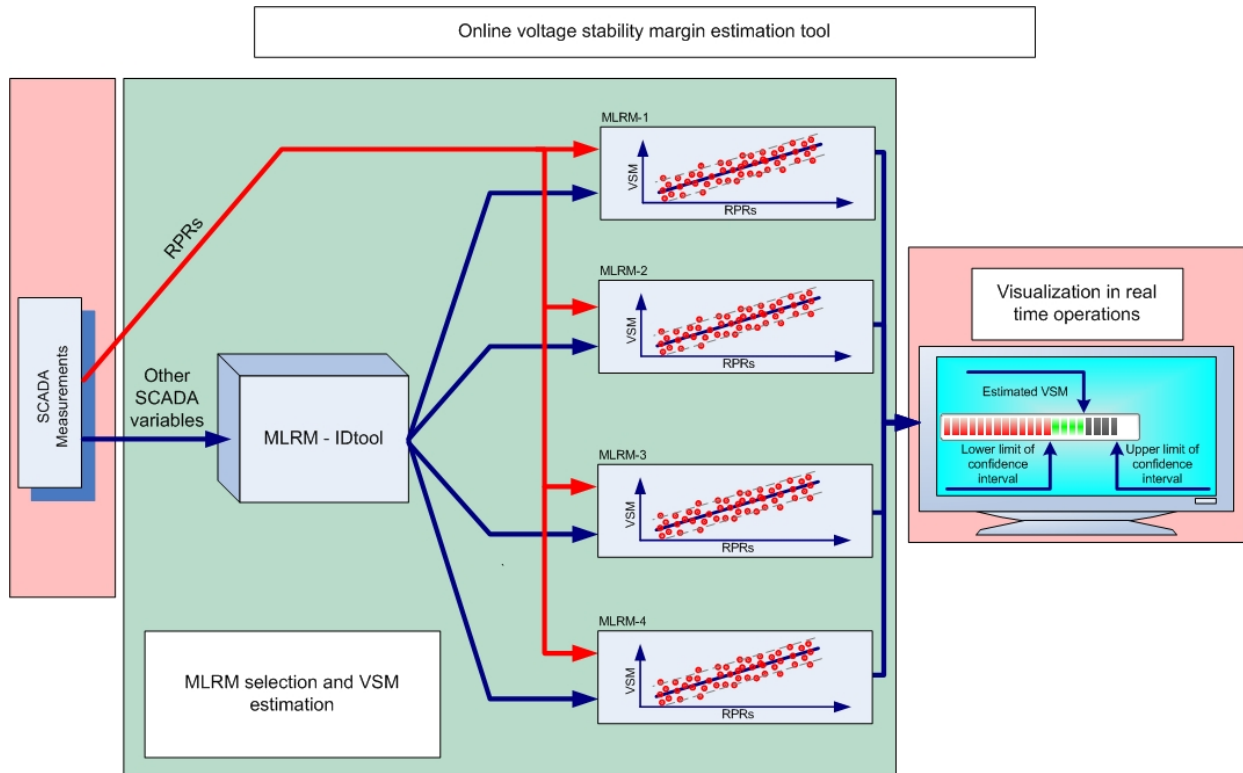 Online voltage stability margin estimation tool
SCADA
Measurements
RPRs
Other
SCADA
variables
MLRM - IDtool
MLRM selection and VSM
estimation
MLRM-1
VSM
RPRs
MLRM-2
VSM
RPRs
MLRM-3
VSM
RPRs
MLRM-4
VSM
RPRs
Visualization in real
time operations
Estimated VSM
Lower limit of
confidence
interval
Upper limit of
confidence
interval